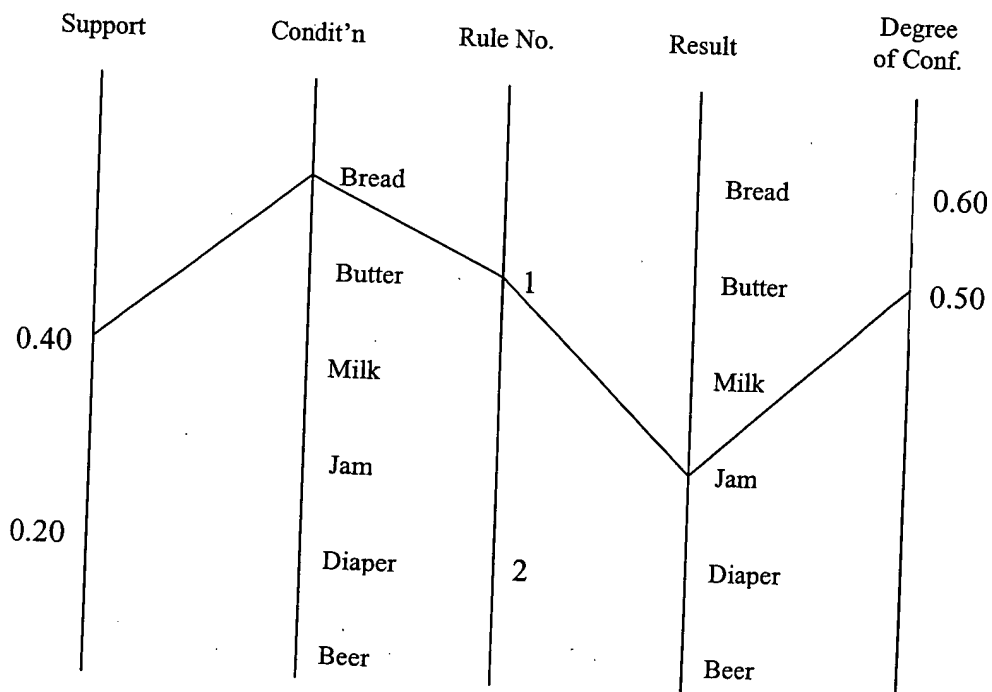 Support
Condit'n
Rule No.
Result
Degree
of Conf.
Bread
Bread
0.60
Butter
1
Butter
0.50
0.40
Milk
Milk
Jam
Jam
0.20
Diaper
2
Diaper
Beer
Beer